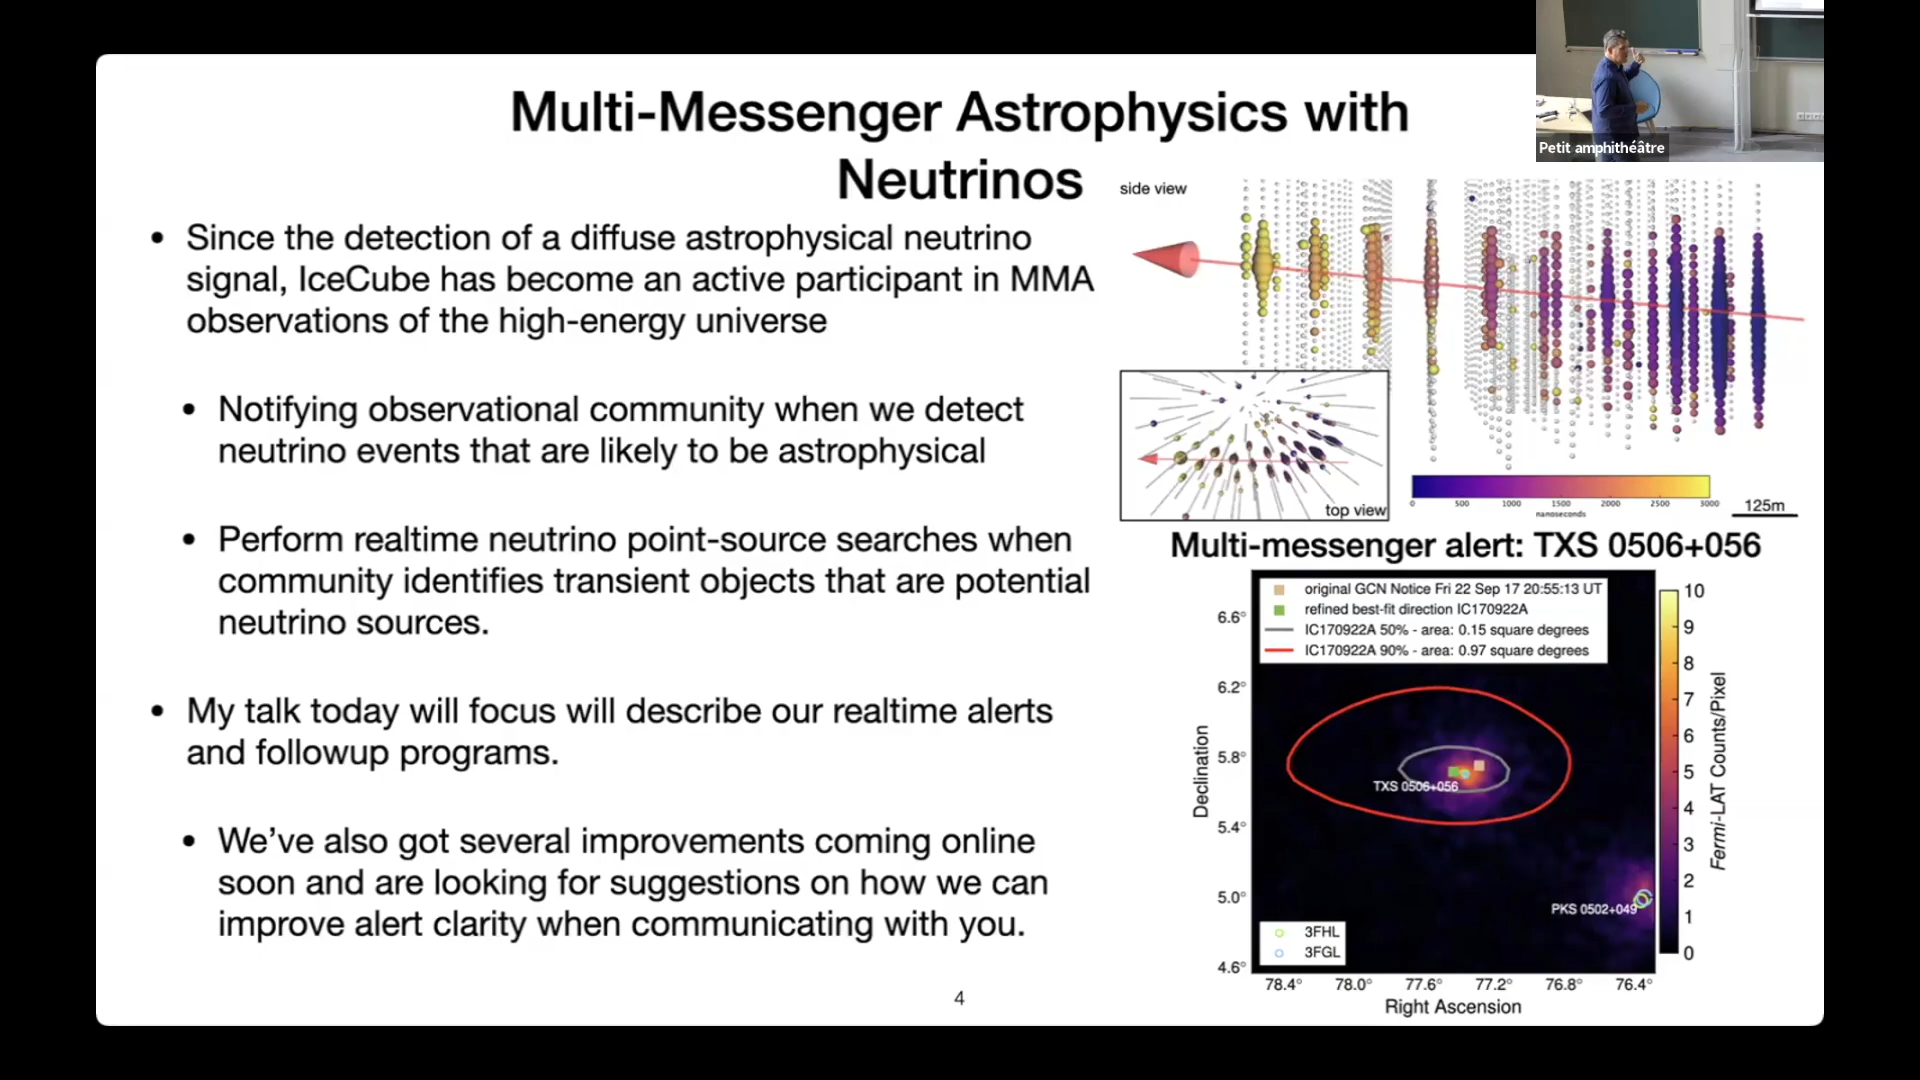 Multi-Messenger Astrophysics with
Neutrinos
Petit amphithéâtre
• Since the detection of a diffuse astrophysical neutrino
signal, IceCube has become an active participant in MMA
observations of the high-energy universe
• Notifying observational community when we detect
neutrino events that are likely to be astrophysical
• Perform realtime neutrino point-source searches when
community identifies transient objects that are potential
neutrino sources.
• My talk today will focus will describe our realtime alerts
and followup programs.
• We've also got several improvements coming online
soon and are looking for suggestions on how we can
improve alert clarity when communicating with you.
side view
top view
0 500 1000 1500 2000 2500 3000
nanoseconds
125m
Multi-messenger alert: TXS 0506+056
original GCN Notice Fri 22 Sep 17 20:55:13 UT
refined best-fit direction IC170922A
IC170922A 50% - area: 0.15 square degrees
IC170922A 90% - area: 0.97 square degrees
6.6°
6.2°
5.8°
5.4°
5.0°
4.6°
Declination
TXS 0506+056
PKS 0502+049
3FHL
3FGL
78.4° 78.0° 77.6° 77.2° 76.8° 76.4°
Right Ascension
10
9
8
7
6
5
4
3
2
1
0
Fermi-LAT Counts/Pixel
4